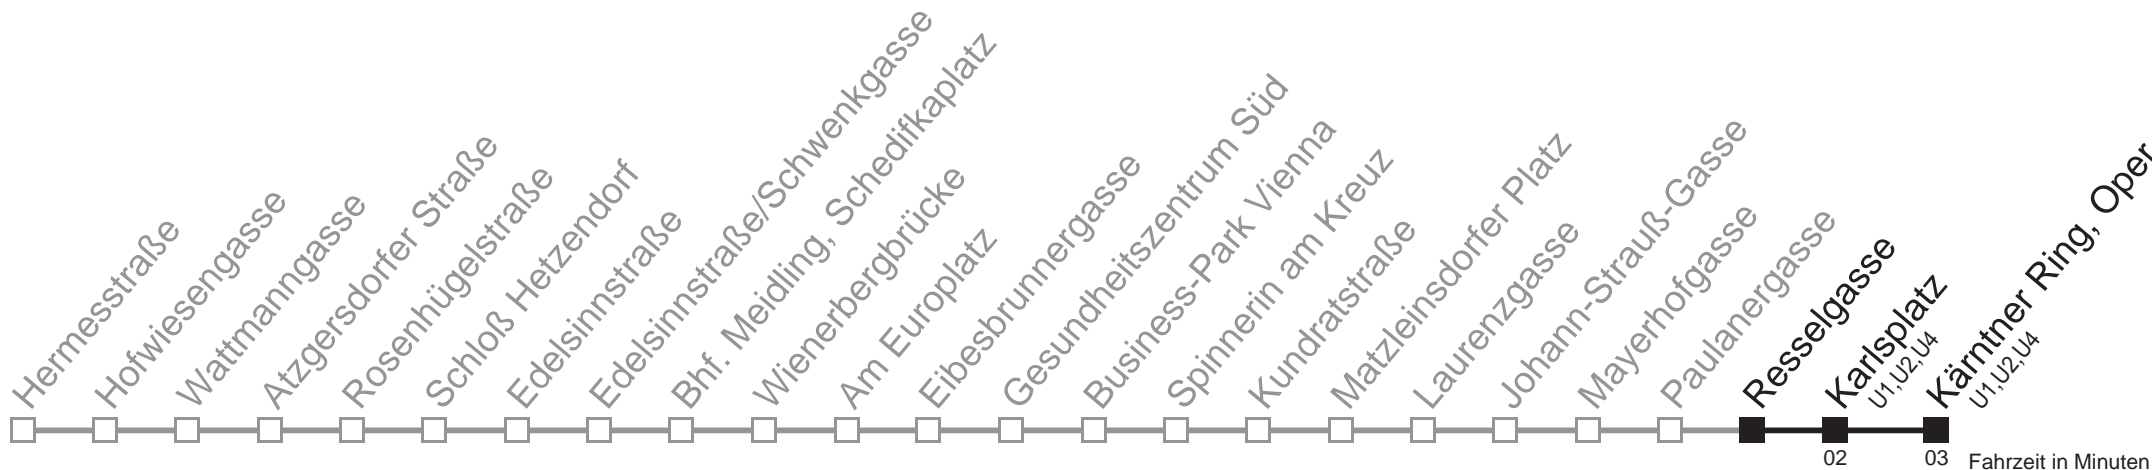 Hermesstraße
Hofwiesengasse
Wattmanngasse
Atzgersdorfer Straße
Rosenhügelstraße
Schloß Hetzendorf
Edelsinnstraße
Edelsinnstraße/Schwenkgasse
Bhf. Meidling, Schedifkaplatz
Wienerbergbrücke
Am Europlatz
Eibesbrunnergasse
Gesundheitszentrum Süd
Business-Park Vienna
Spinnerin am Kreuz
Kundratstraße
Matzleinsdorfer Platz
Laurenzgasse
Johann-Strauß-Gasse
Mayerhofgasse
Paulanergasse
Resselgasse
Karlsplatz
U1,U2,U4
Kärntner Ring, Oper
U1,U2,U4
02
03
Fahrzeit in Minuten